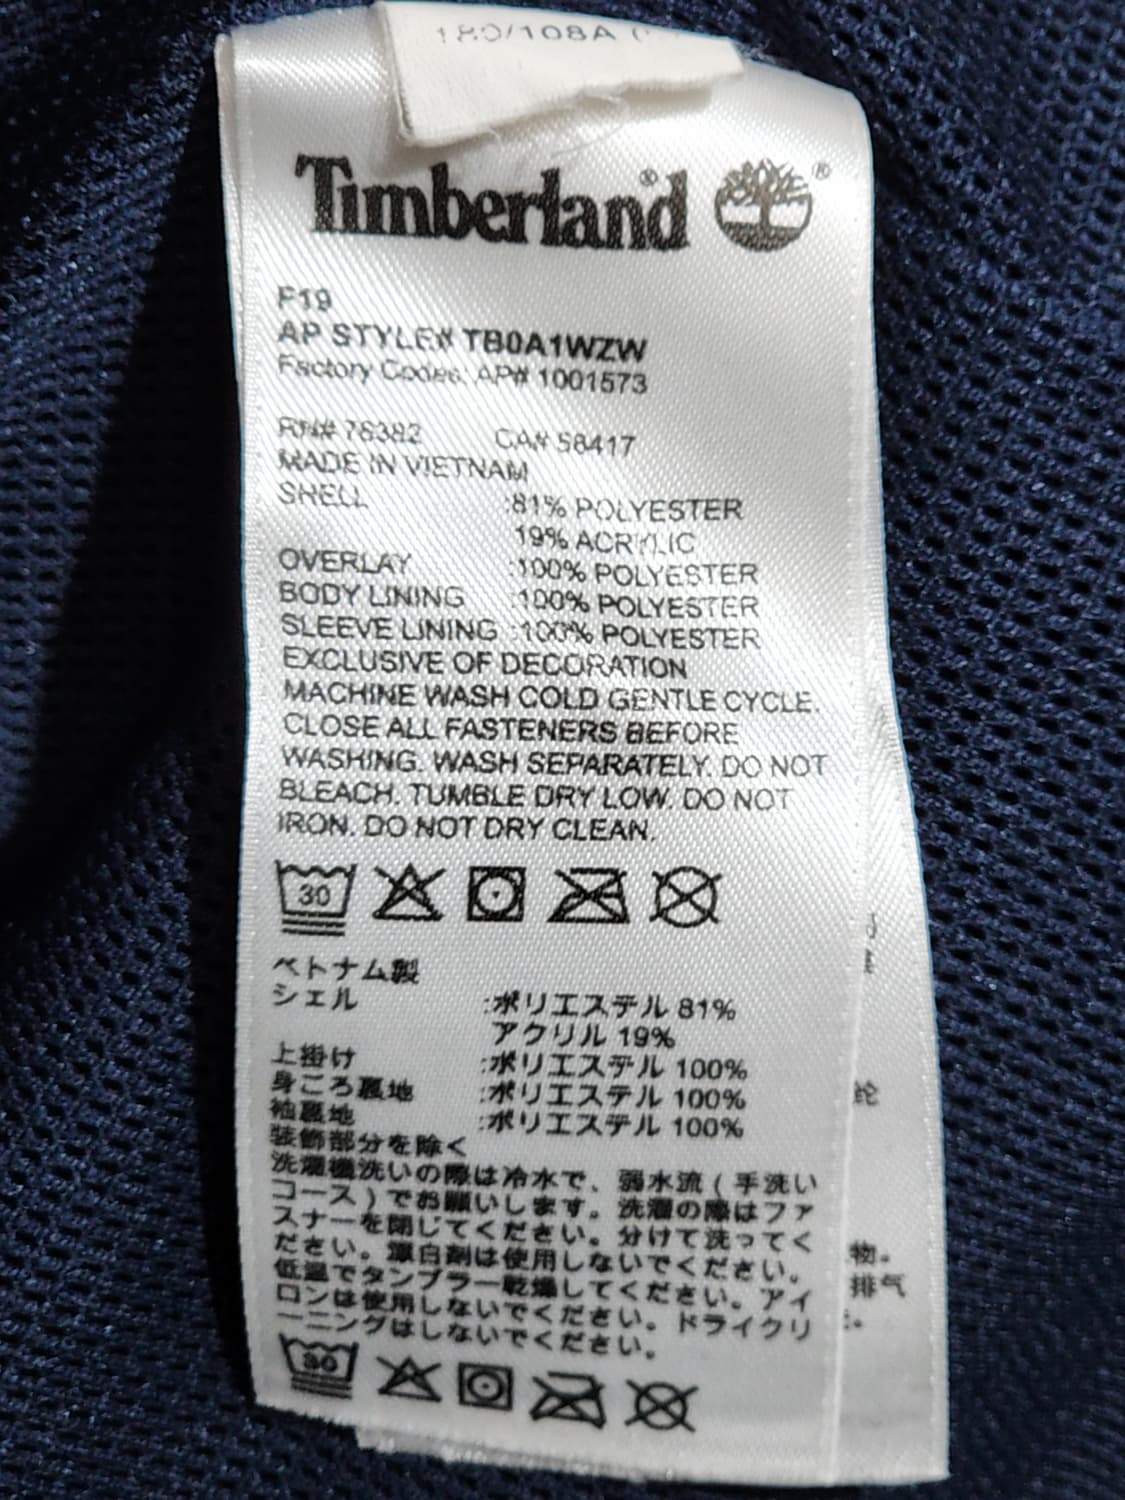 180/108A (
Timberland® ®
F19
AP STYLE# TB0A1WZW
Factory Codes: AP# 1001573
RN# 76382 CA# 58417
MADE IN VIETNAM
SHELL :81% POLYESTER
19% ACRYLIC
OVERLAY :100% POLYESTER
BODY LINING :100% POLYESTER
SLEEVE LINING :100% POLYESTER
EXCLUSIVE OF DECORATION
MACHINE WASH COLD GENTLE CYCLE.
CLOSE ALL FASTENERS BEFORE
WASHING. WASH SEPARATELY. DO NOT
BLEACH. TUMBLE DRY LOW. DO NOT
IRON. DO NOT DRY CLEAN.
30
ベトナム製
シェル :ポリエステル 81%
アクリル 19%
上掛け :ポリエステル 100%
身ごろ裏地 :ポリエステル 100%
袖裏地 :ポリエステル 100%
装飾部分を除く
洗濯機洗いの際は冷水で、弱水流(手洗い
コース)でお願いします。洗濯の際はファ
スナーを閉じてください。分けて洗ってく
ださい。漂白剤は使用しないでください。
低温でタンブラー乾燥してください。アイ
ロンは使用しないでください。ドライクリ
ーニングはしないでください。
30
物。
排气